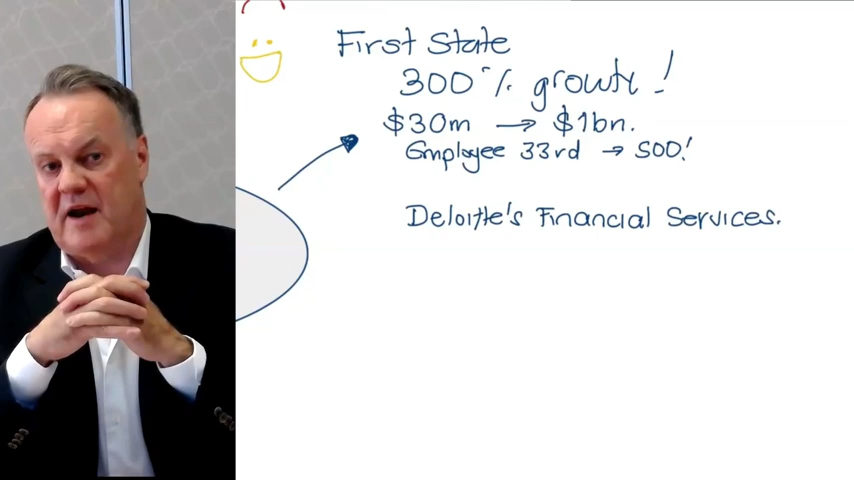 First State
300% growth!
$30m → $1bn.
Employee 33rd → 500!
Deloitte's Financial Services.